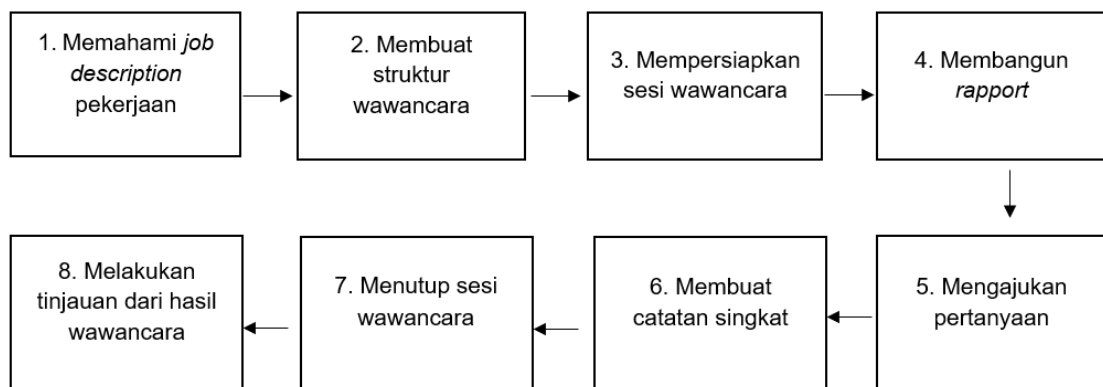 1. Memahami job
description
pekerjaan
2. Membuat
struktur
wawancara
3. Mempersiapkan
sesi wawancara
4. Membangun
rapport
5. Mengajukan
pertanyaan
6. Membuat
catatan singkat
7. Menutup sesi
wawancara
8. Melakukan
tinjauan dari hasil
wawancara